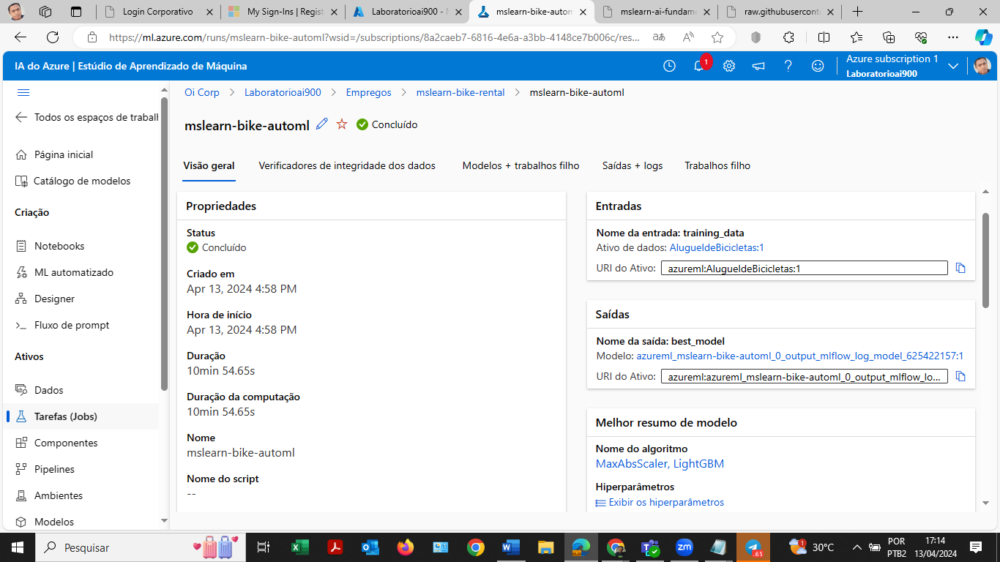 Login Corporativo
My Sign-Ins | Regist
Laboratorioai900 - M
mslearn-bike-autom
mslearn-ai-fundame
raw.githubuserconte
https://ml.azure.com/runs/mslearn-bike-automl?wsid=/subscriptions/8a2caeb7-6816-4e6a-a3bb-4148ce7b006c/res...
IA do Azure | Estúdio de Aprendizado de Máquina
1
Azure subscription 1
Laboratorioai900
Todos os espaços de trabalh
Página inicial
Catálogo de modelos
Criação
Notebooks
ML automatizado
Designer
Fluxo de prompt
Ativos
Dados
Tarefas (Jobs)
Componentes
Pipelines
Ambientes
Modelos
Oi Corp > Laboratorioai900 > Empregos > mslearn-bike-rental > mslearn-bike-automl
mslearn-bike-automl Concluído
Visão geral Verificadores de integridade dos dados Modelos + trabalhos filho Saídas + logs Trabalhos filho
Propriedades
Status
Concluído
Criado em
Apr 13, 2024 4:58 PM
Hora de início
Apr 13, 2024 4:58 PM
Duração
10min 54.65s
Duração da computação
10min 54.65s
Nome
mslearn-bike-automl
Nome do script
--
Entradas
Nome da entrada: training_data
Ativo de dados: AlugueldeBicicletas:1
URI do Ativo: azureml:AlugueldeBicicletas:1
Saídas
Nome da saída: best_model
Modelo: azureml_mslearn-bike-automl_0_output_mlflow_log_model_625422157:1
URI do Ativo: azureml:azureml_mslearn-bike-automl_0_output_mlflow_lo...
Melhor resumo de modelo
Nome do algoritmo
MaxAbsScaler, LightGBM
Hiperparâmetros
Exibir os hiperparâmetros
Pesquisar
zm
.65
1
30°C
POR
PTB2
17:14
13/04/2024